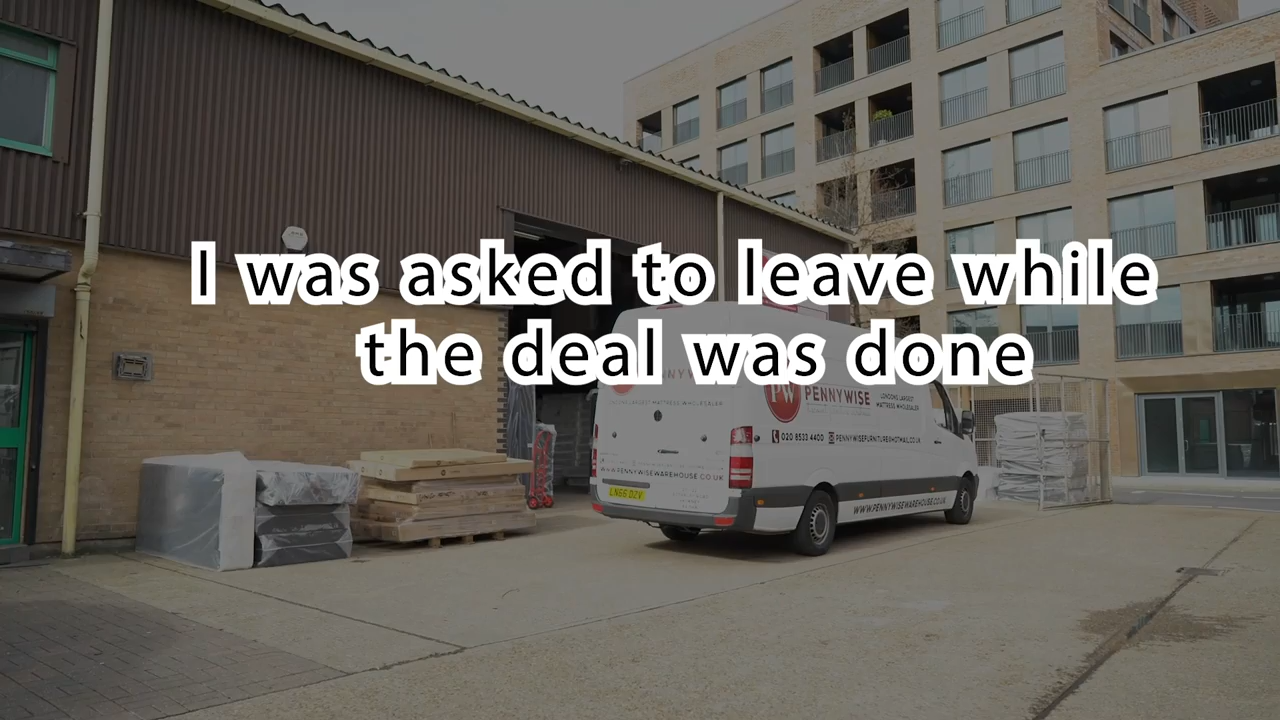 I was asked to leave while
the deal was done
PW PENNYWISE
LONDONS LARGEST
MATTRESS WHOLESALER
020 8533 4400 PENNYWISEFURNITURE@HOTMAIL.CO.UK
WWW.PENNYWISEWAREHOUSE.CO.UK
LN66 DZV
WWW.PENNYWISEWAREHOUSE.CO.UK